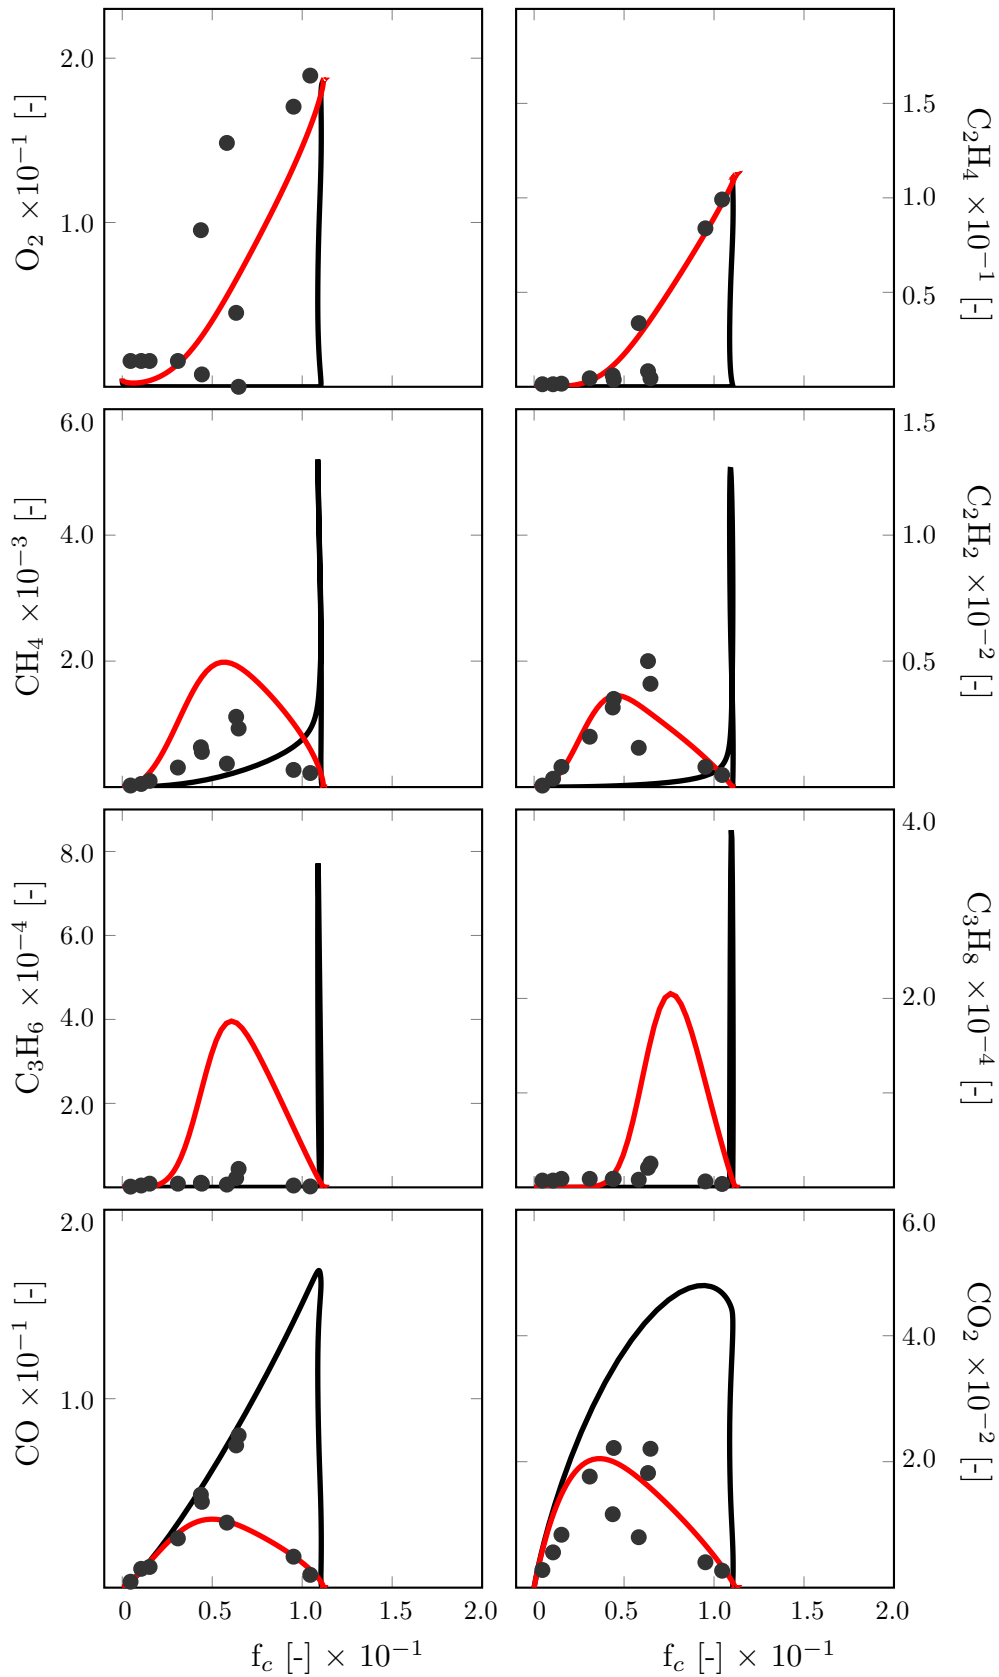 2.0
1.0
O₂ ×10⁻¹ [-]
1.5
1.0
0.5
C₂H₄ ×10⁻¹ [-]
6.0
4.0
2.0
CH₄ ×10⁻³ [-]
1.5
1.0
0.5
C₂H₂ ×10⁻² [-]
8.0
6.0
4.0
2.0
C₃H₆ ×10⁻⁴ [-]
4.0
2.0
C₃H₈ ×10⁻⁴ [-]
2.0
1.0
CO ×10⁻¹ [-]
6.0
4.0
2.0
CO₂ ×10⁻² [-]
0 0.5 1.0 1.5 2.0
0 0.5 1.0 1.5 2.0
f_c [-] × 10⁻¹
f_c [-] × 10⁻¹